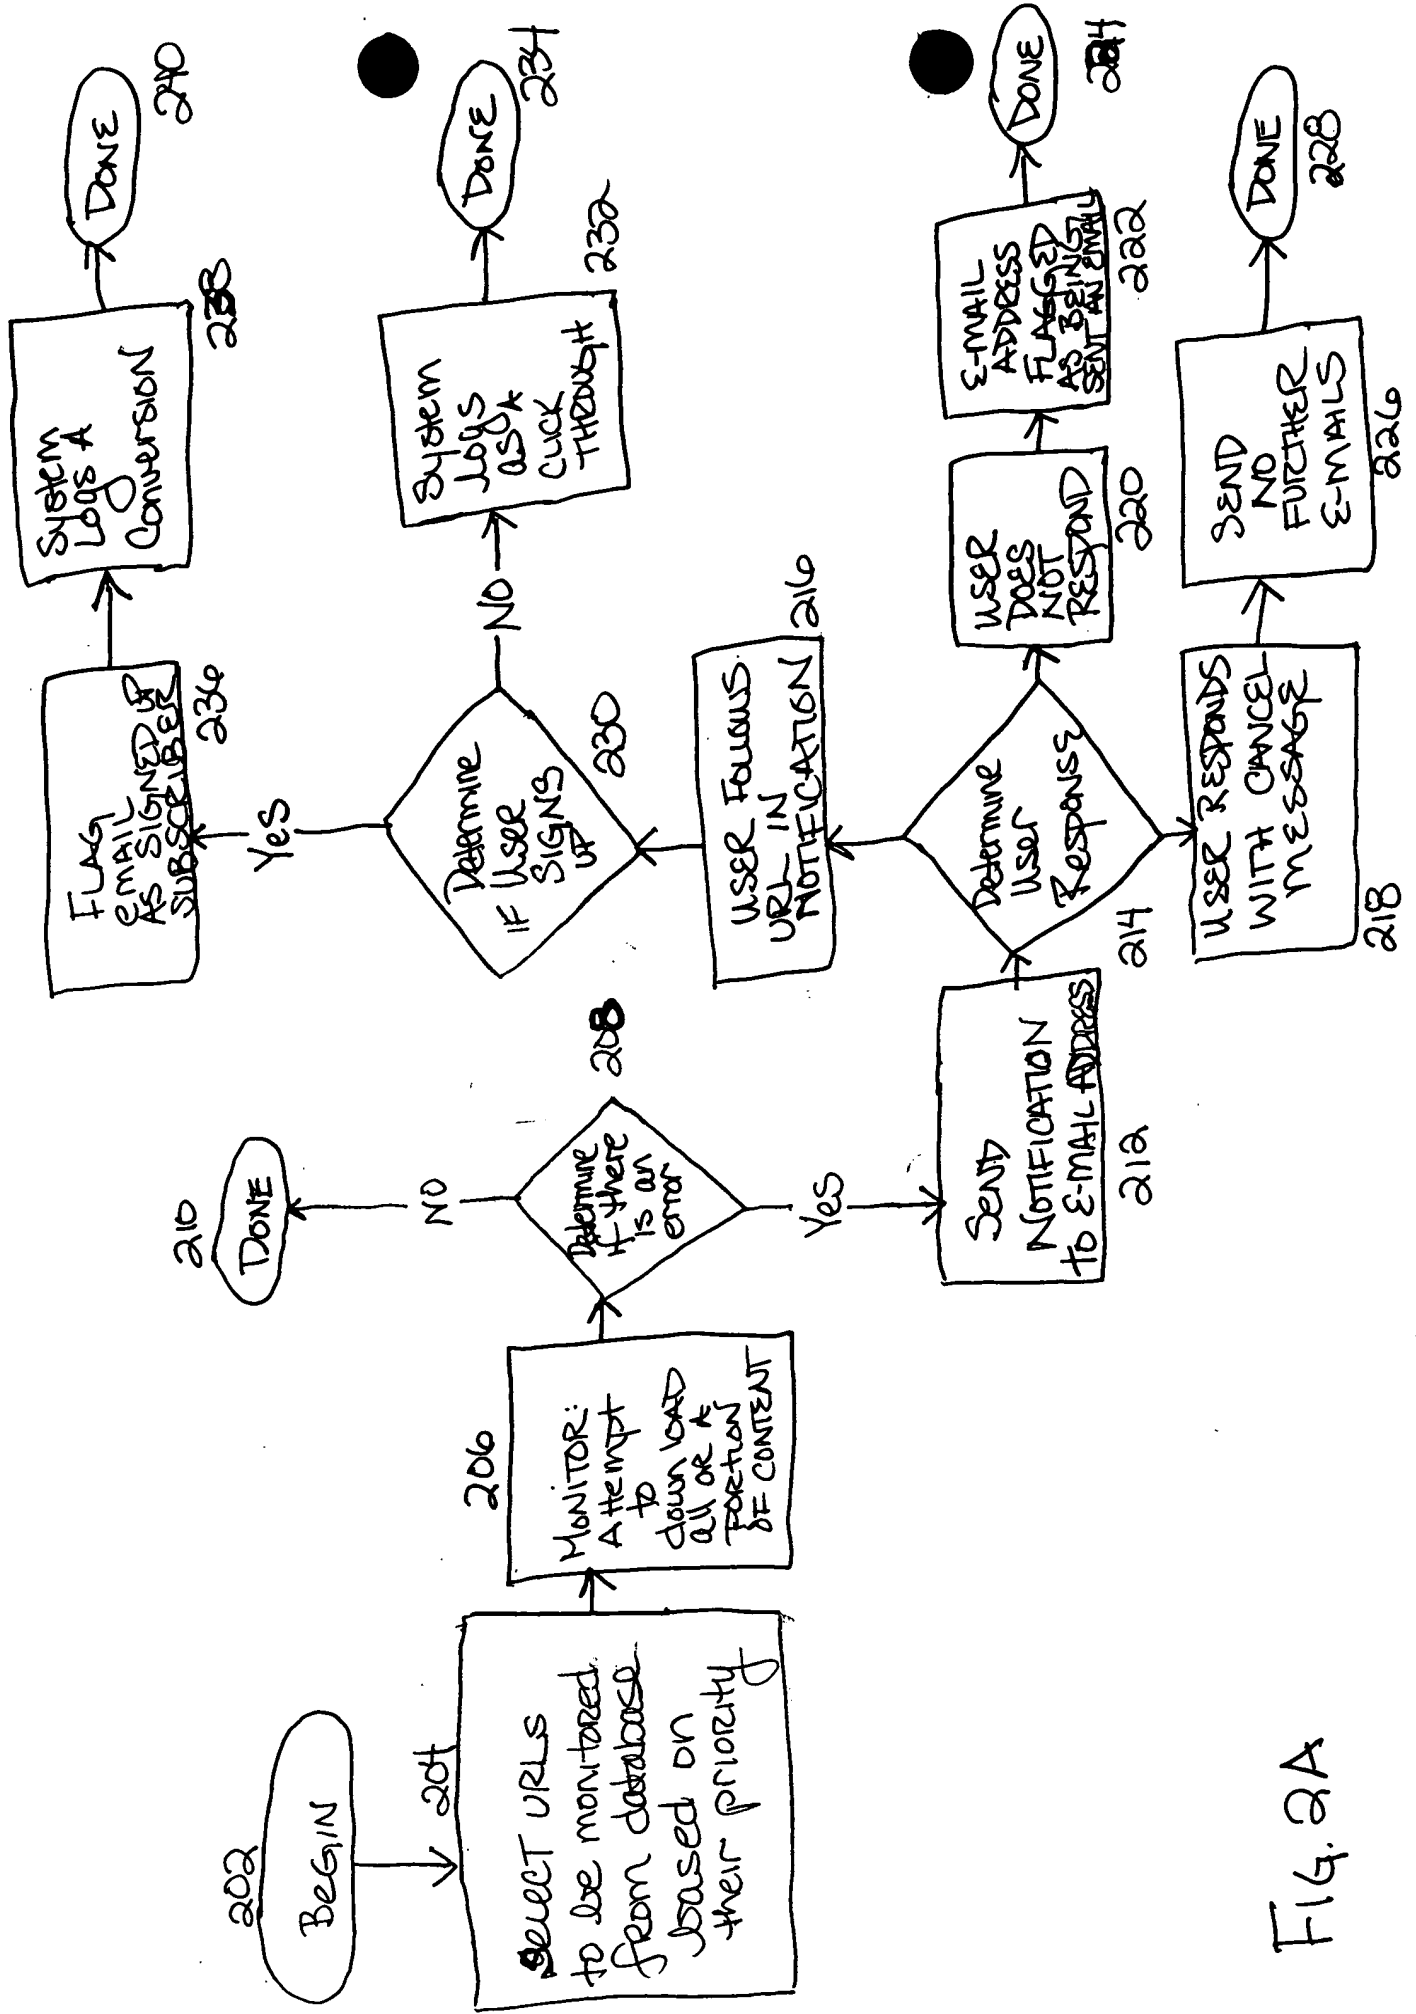 202
BEGIN
204
SELECT URLS
to be monitored
from database
based on
their priority
206
MONITOR:
Attempt
to
download
all OR A
PORTION
OF CONTENT
Determine
if there
is an
error
208
NO
210
DONE
Yes
SEND
NOTIFICATION
to E-MAIL ADDRESS
212
Determine
User
Response
214
USER FOLLOWS
URL IN
NOTIFICATION
216
USER RESPONDS
WITH CANCEL
MESSAGE
218
SEND
NO
FURTHER
E-MAILS
226
DONE
228
USER
DOES
NOT
RESPOND
220
E-MAIL
ADDRESS
FLAGGED
AS BEING
SENT AN EMAIL
222
DONE
Determine
IF User
SIGNS
UP
230
NO
System
logs
as A
CLICK
THROUGH
232
DONE
234
Yes
FLAG
EMAIL
AS SIGNED UP
SUBSCRIBER
236
System
Logs A
Conversion
238
DONE
240
FIG. 2A